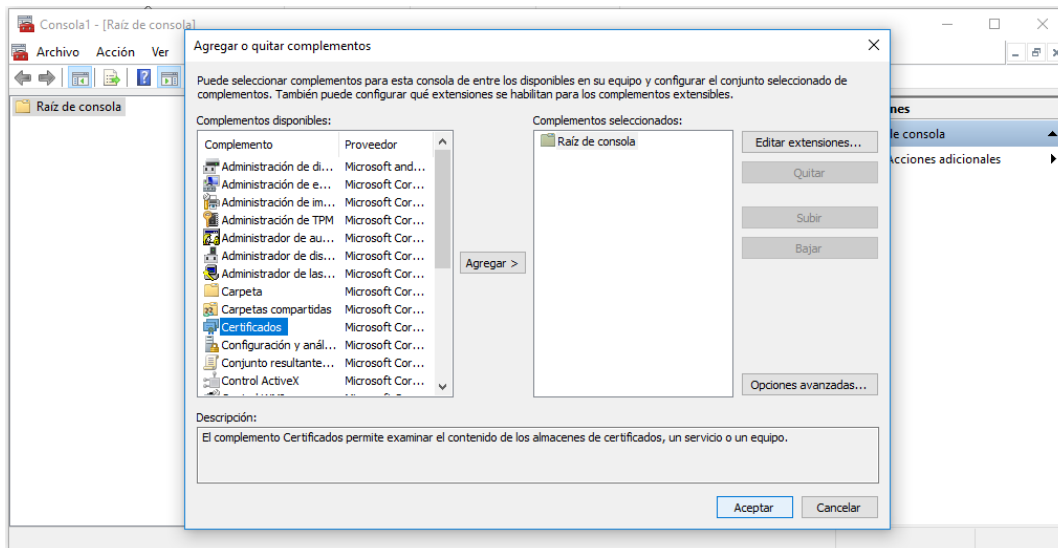 Consola1 - [Raíz de consola]
Archivo Acción Ver
Raíz de consola
Agregar o quitar complementos
Puede seleccionar complementos para esta consola de entre los disponibles en su equipo y configurar el conjunto seleccionado de
complementos. También puede configurar qué extensiones se habilitan para los complementos extensibles.
Complementos disponibles:
Complemento Proveedor
Administración de di... Microsoft and...
Administración de e... Microsoft Cor...
Administración de im... Microsoft Cor...
Administración de TPM Microsoft Cor...
Administrador de au... Microsoft Cor...
Administrador de dis... Microsoft Cor...
Administrador de las... Microsoft Cor...
Carpeta Microsoft Cor...
Carpetas compartidas Microsoft Cor...
Certificados Microsoft Cor...
Configuración y anál... Microsoft Cor...
Conjunto resultante... Microsoft Cor...
Control ActiveX Microsoft Cor...
Agregar >
Complementos seleccionados:
Raíz de consola
Editar extensiones...
Quitar
Subir
Bajar
Opciones avanzadas...
Descripción:
El complemento Certificados permite examinar el contenido de los almacenes de certificados, un servicio o un equipo.
Aceptar Cancelar
nes
de consola
Acciones adicionales